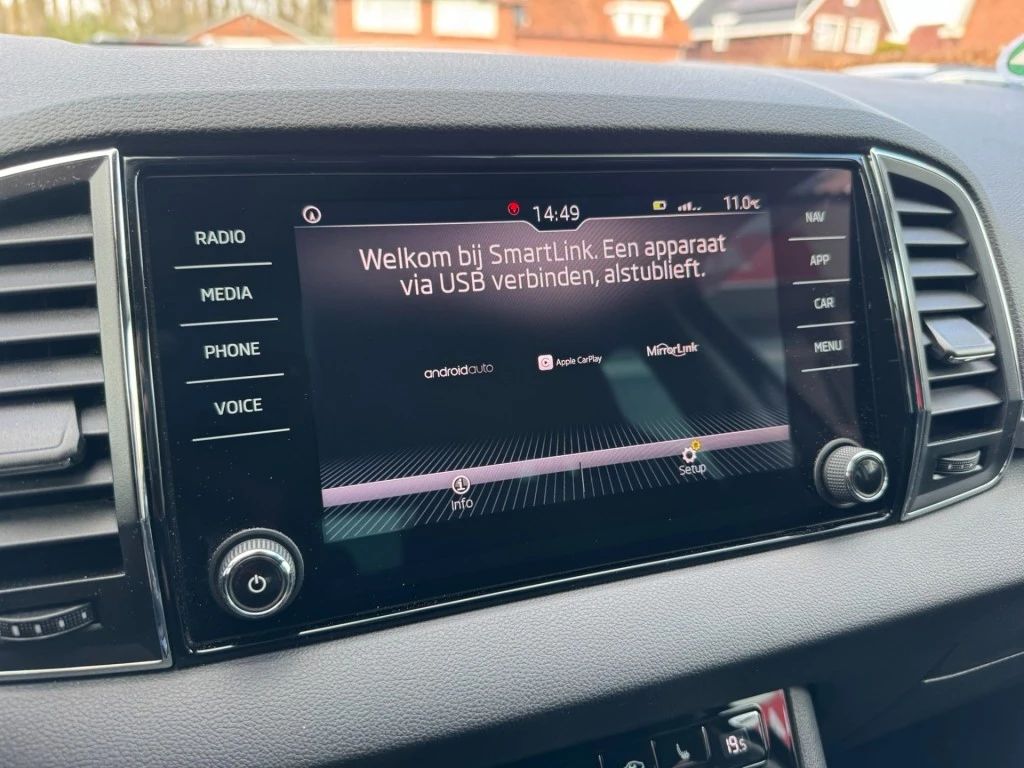 14:49
11.0°C
RADIO
MEDIA
PHONE
VOICE
Welkom bij SmartLink. Een apparaat
via USB verbinden, alstublieft.
androidauto
Apple CarPlay
MirrorLink
Info
Setup
NAV
APP
CAR
MENU
19.5